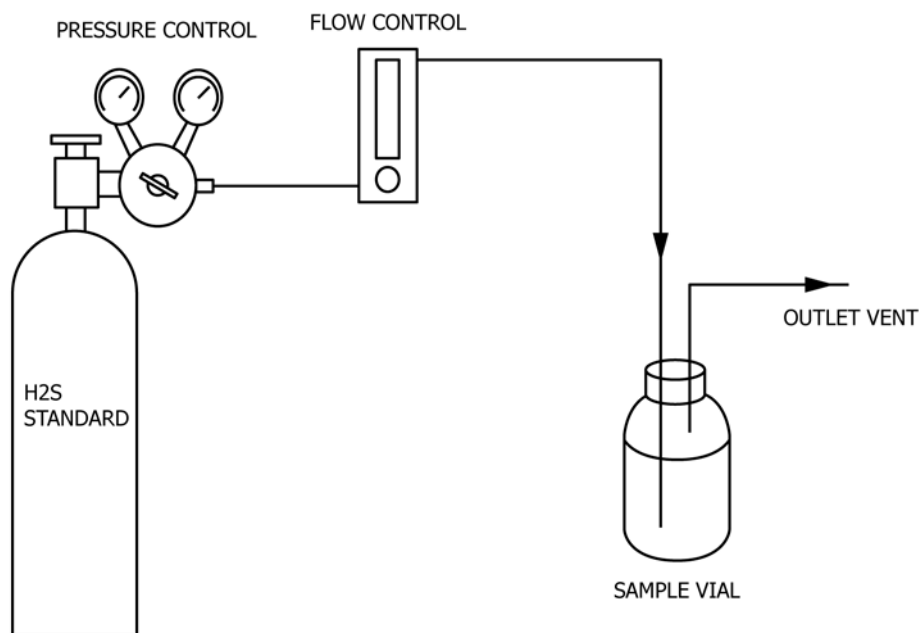 PRESSURE CONTROL
FLOW CONTROL
OUTLET VENT
H2S
STANDARD
SAMPLE VIAL